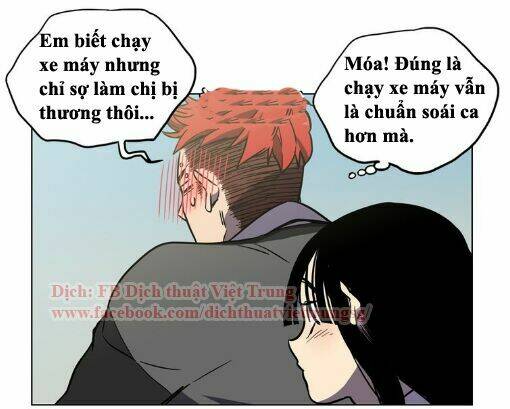 Em biết chạy
xe máy nhưng
chỉ sợ làm chị bị
thương thôi...
Móa! Đúng là
chạy xe máy vẫn
là chuẩn soái ca
hơn mà.
Dịch: FB Dịch thuật Việt Trung
www.facebook.com/dichthuatviettrungsg/